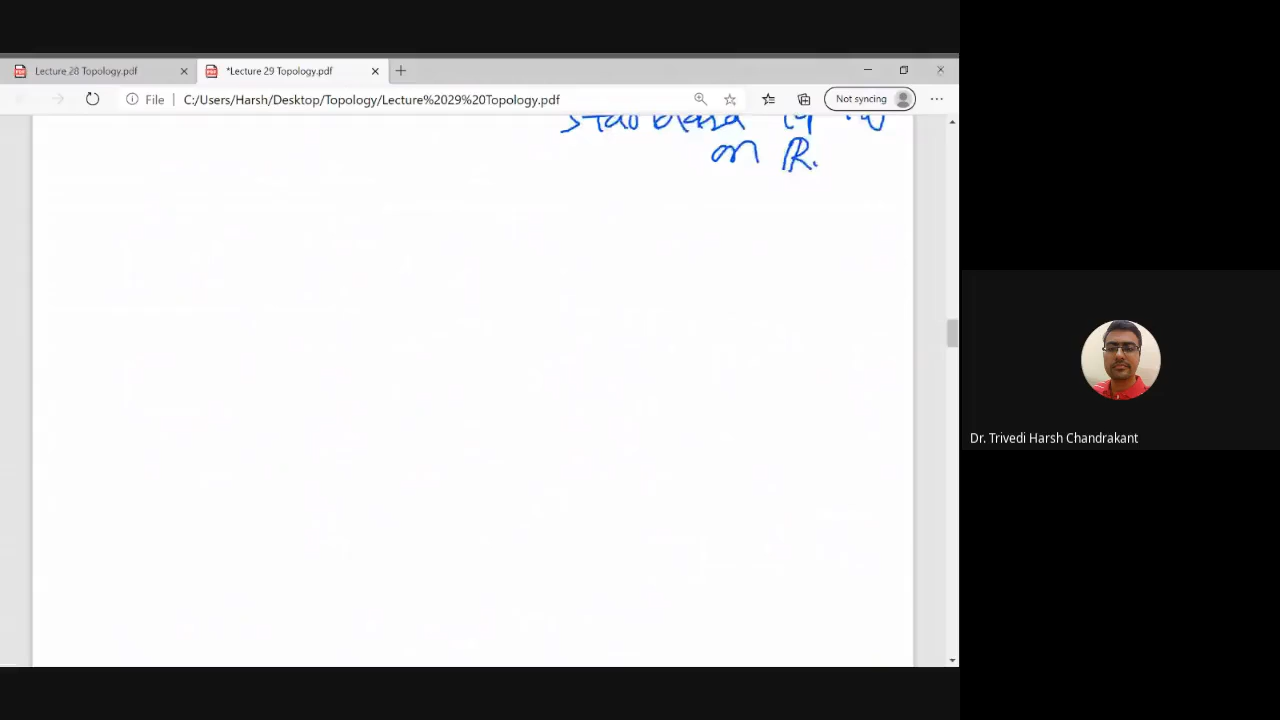 Lecture 28 Topology.pdf
*Lecture 29 Topology.pdf
File
C:/Users/Harsh/Desktop/Topology/Lecture%2029%20Topology.pdf
Not syncing
on ℝ.
Dr. Trivedi Harsh Chandrakant